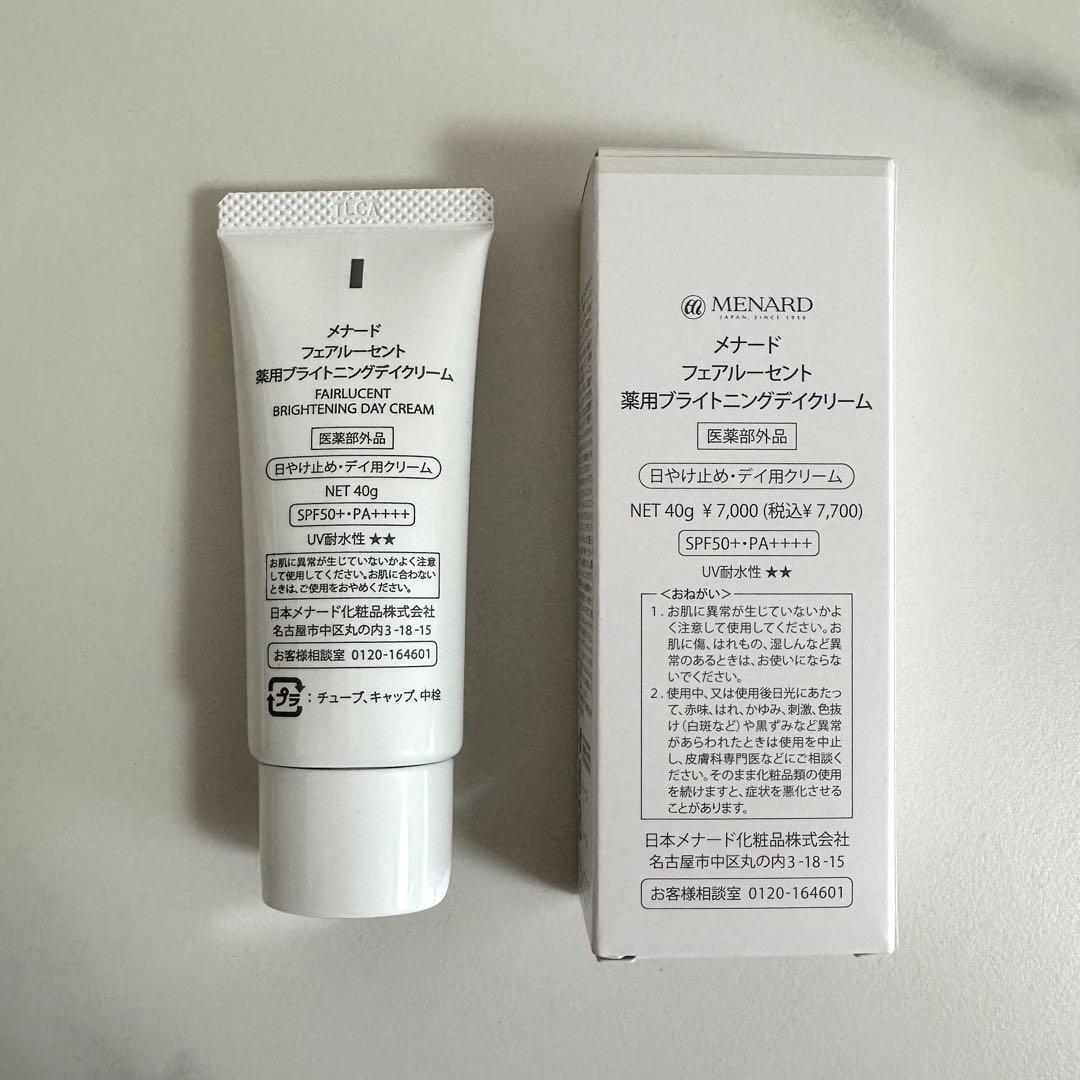 ILCA
メナード
フェアルーセント
薬用ブライトニングデイクリーム
FAIRLUCENT
BRIGHTENING DAY CREAM
医薬部外品
日やけ止め・デイ用クリーム
NET 40g
SPF50+・PA++++
UV耐水性 ★★
お肌に異常が生じていないかよく注意
して使用してください。お肌に合わない
ときは、ご使用をおやめください。
日本メナード化粧品株式会社
名古屋市中区丸の内3-18-15
お客様相談室 0120-164601
プラ : チューブ、キャップ、中栓
MENARD
JAPAN, SINCE 1959
メナード
フェアルーセント
薬用ブライトニングデイクリーム
医薬部外品
日やけ止め・デイ用クリーム
NET 40g ¥7,000 (税込¥7,700)
SPF50+・PA++++
UV耐水性 ★★
<おねがい>
1. お肌に異常が生じていないかよ
く注意して使用してください。お
肌に傷、はれもの、湿しんなど異
常のあるときは、お使いにならな
いでください。
2. 使用中、又は使用後日光にあたっ
て、赤味、はれ、かゆみ、刺激、色抜
け(白斑など)や黒ずみなど異常
があらわれたときは使用を中止
し、皮膚科専門医などにご相談く
ださい。そのまま化粧品類の使用
を続けますと、症状を悪化させる
ことがあります。
日本メナード化粧品株式会社
名古屋市中区丸の内3-18-15
お客様相談室 0120-164601